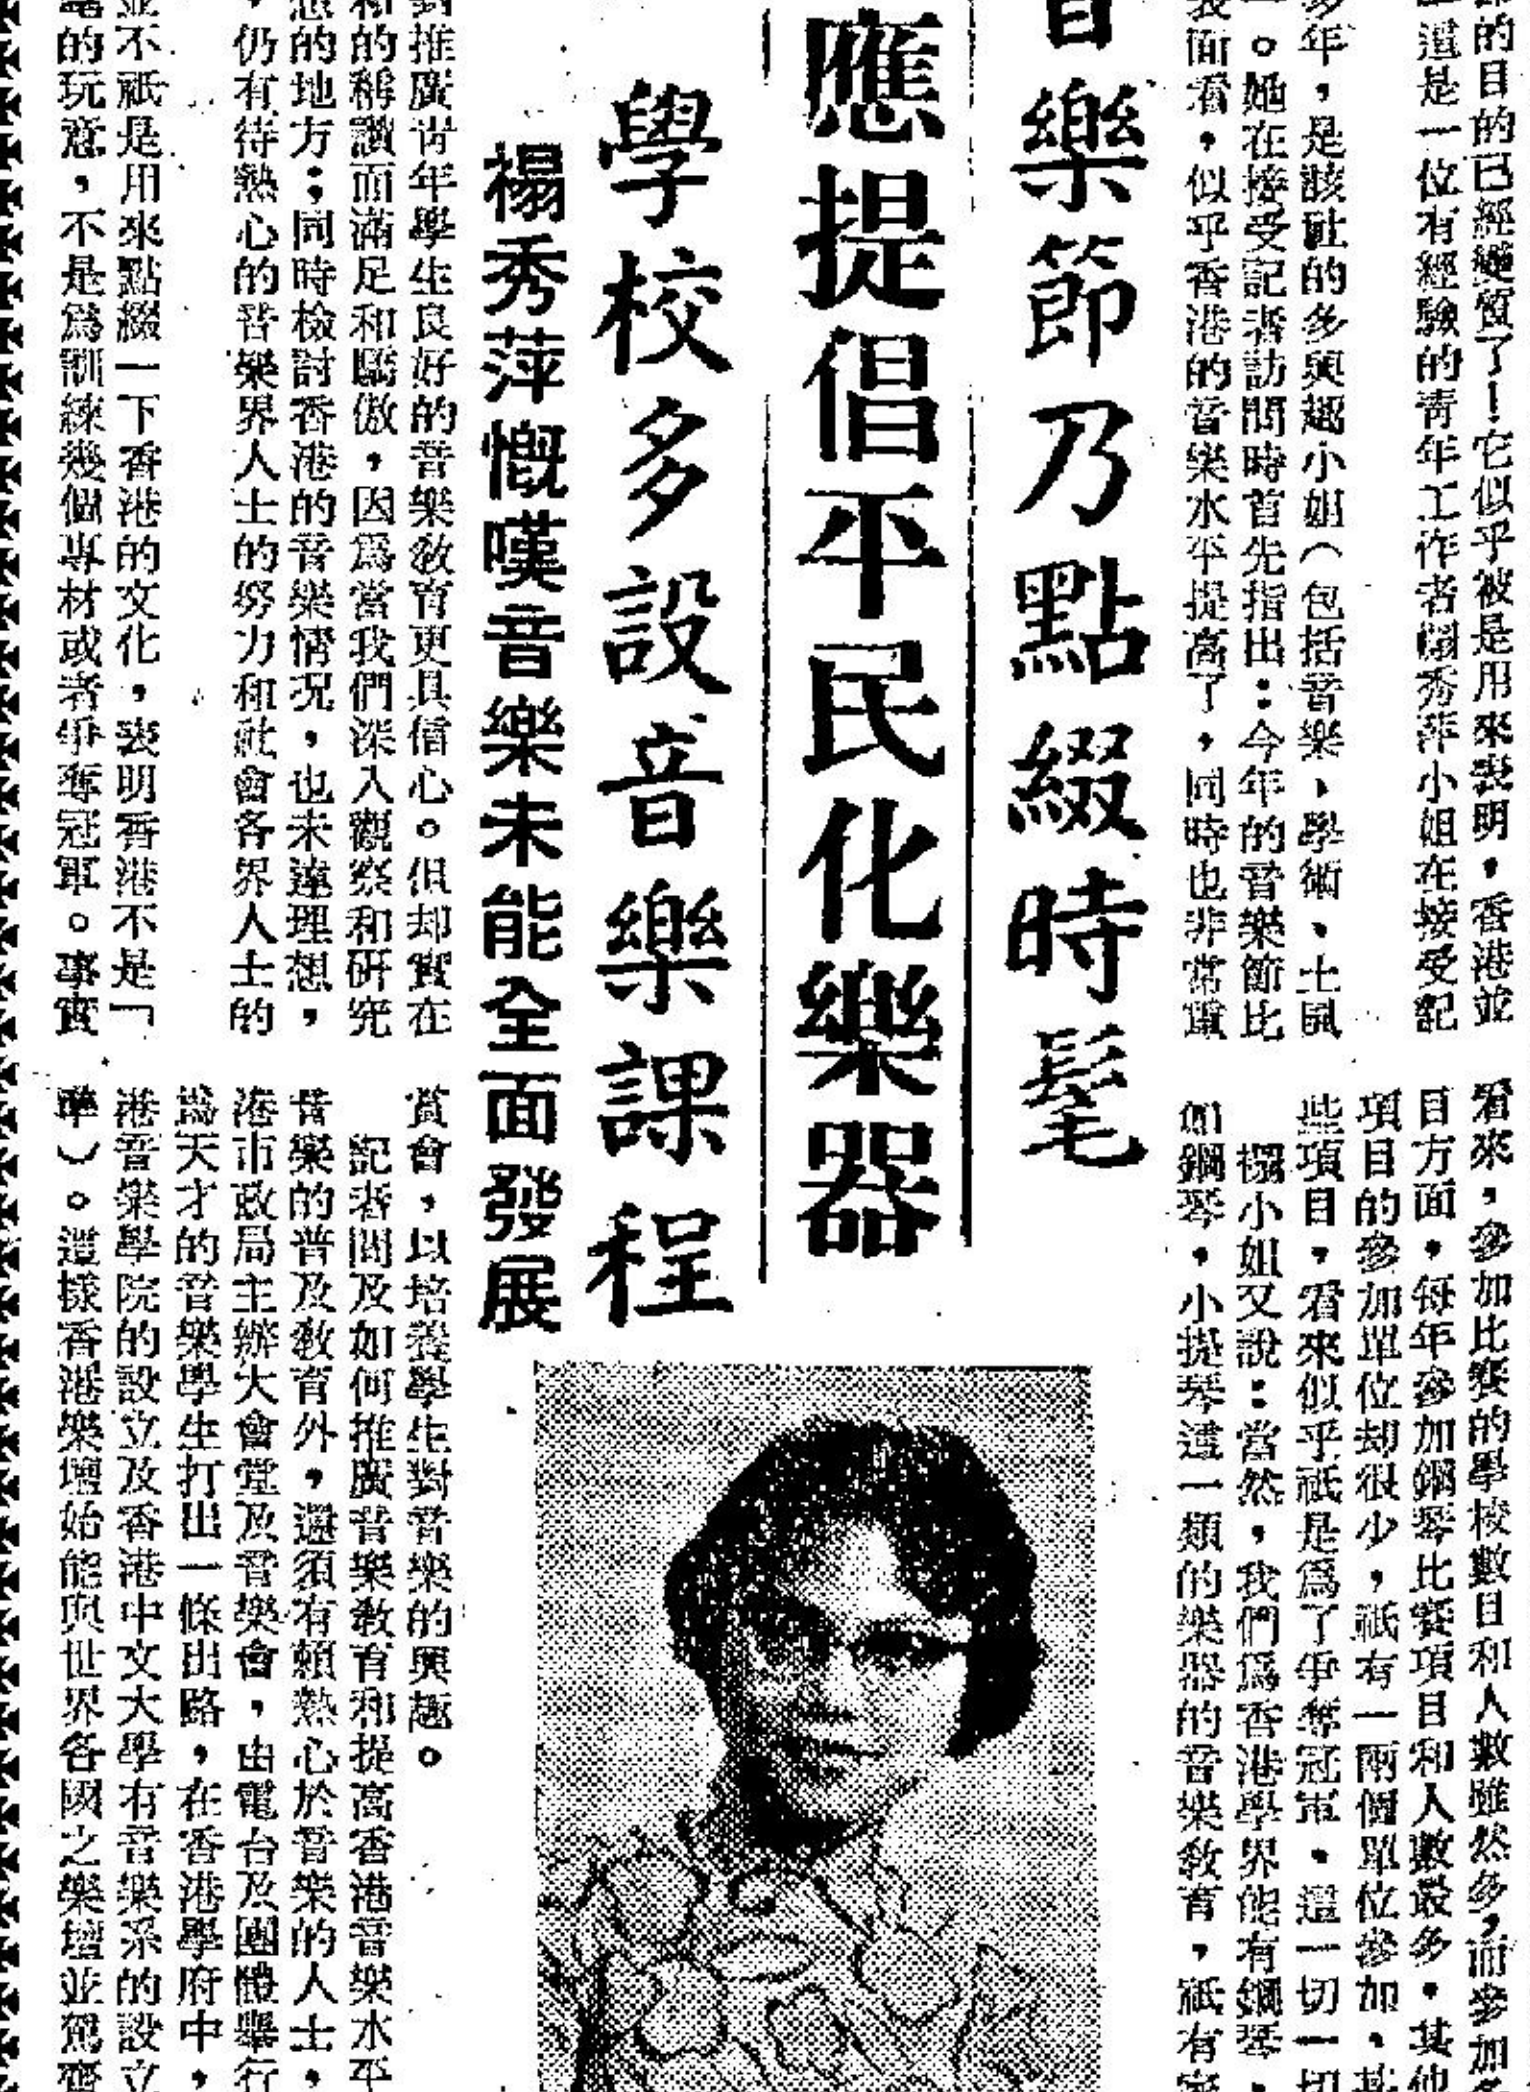 音樂節乃點綴時髦
應提倡平民化樂器
學校多設音樂課程
楊秀萍慨嘆音樂未能全面發展
的目的已經變質了！它似乎被是用來表明，香港並
這是一位有經驗的青年工作者楊秀萍小姐在接受記
多年，是該社的多興趣小姐（包括音樂、學術、土風
一。她在接受記者訪問時首先指出：今年的音樂節比
表面看，似乎香港的音樂水平提高了，同時也非常重
對推廣青年學生良好的音樂教育更具信心。但却實在
和的稱讚而滿足和驕傲，因爲當我們深入觀察和研究
想的地方；同時檢討香港的音樂情況，也未達理想，
，仍有待熱心的音樂界人士的努力和社會各界人士的
並不祇是用來點綴一下香港的文化，表明香港不是「
的玩意，不是爲訓練幾個專材或者爭奪冠軍。事實
看來，參加比賽的學校數目和人數雖然多，而參加
目方面，每年參加鋼琴比賽項目和人數最多，其他
項目的參加單位却很少，祇有一兩個單位參加，其
些項目，看來似乎祇是爲了爭奪冠軍，這一切一切
楊小姐又說：當然，我們爲香港學界能有鋼琴，
如鋼琴，小提琴這一類的樂器的音樂教育，祇有
賞會，以培養學生對音樂的興趣。
記者問及如何推廣音樂教育和提高香港音樂水平
音樂的普及教育外，還須有賴熱心於音樂的人士，
港市政局主辦大會堂及音樂會，由電台及團體舉行
爲天才的音樂學生打出一條出路，在香港學府中，
港音樂學院的設立及香港中文大學有音樂系的設立
）。這樣香港樂壇始能與世界各國之樂壇並駕齊